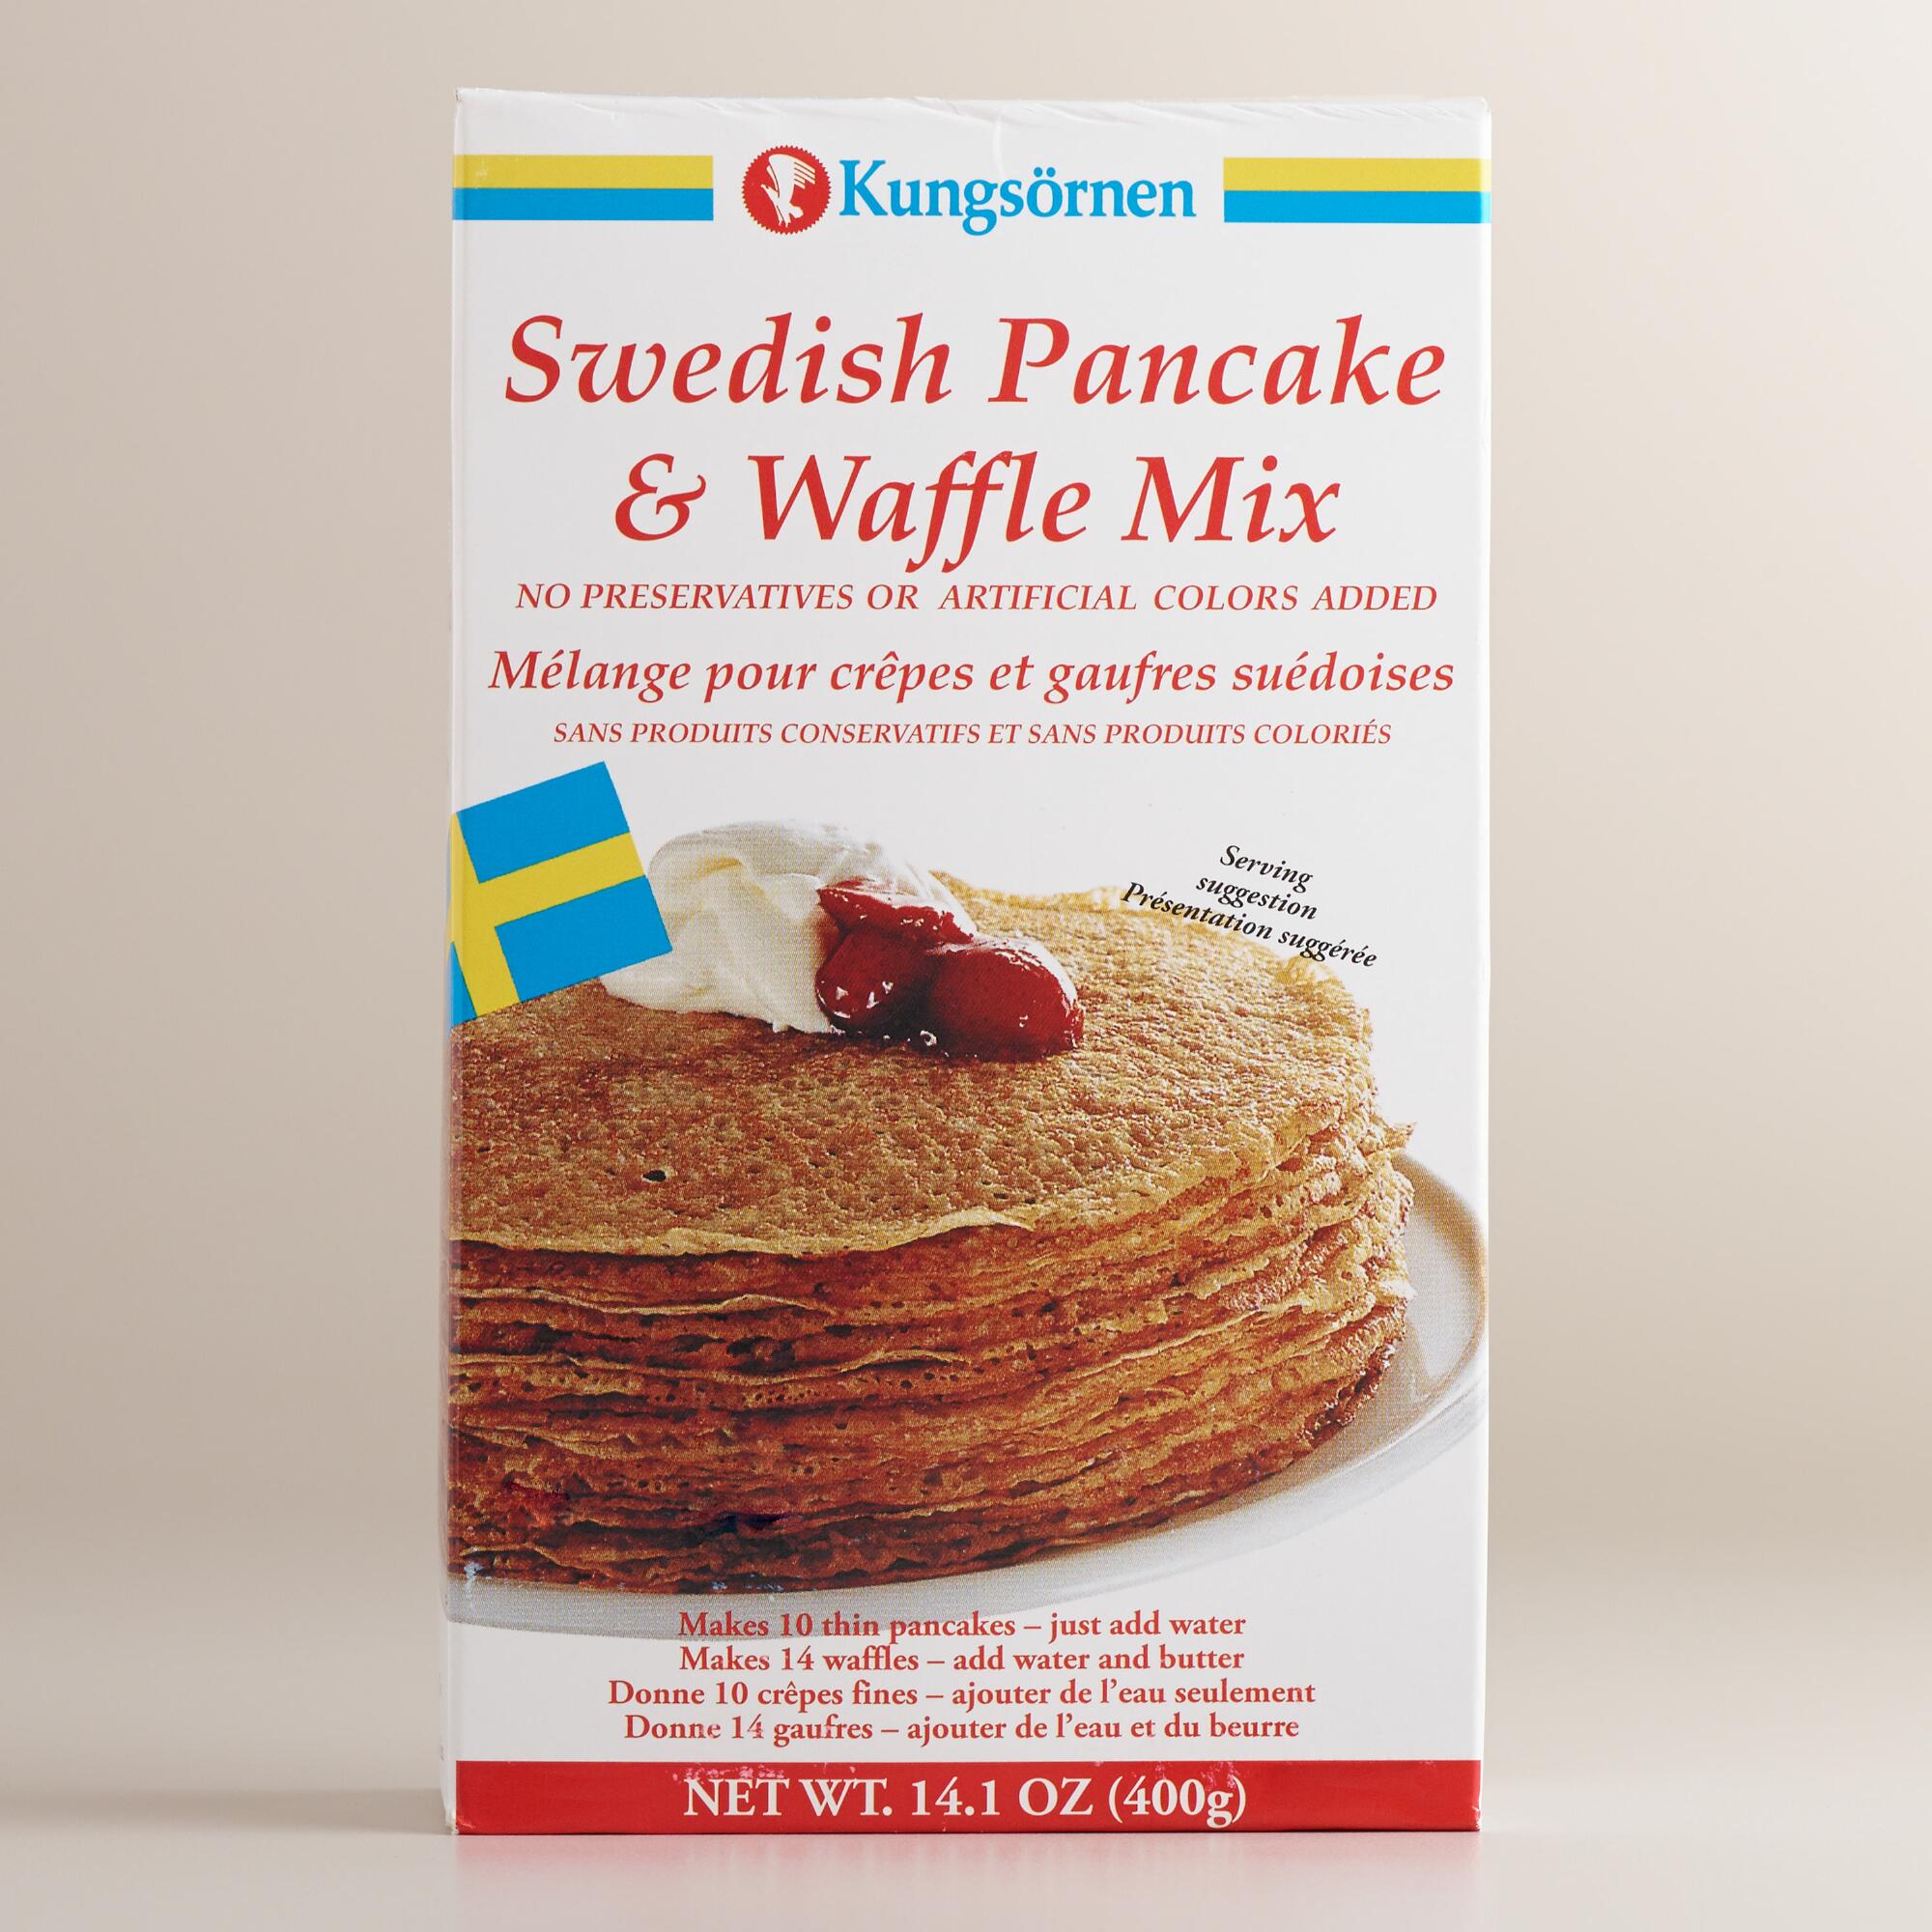 Kungsörnen
Swedish Pancake
& Waffle Mix
NO PRESERVATIVES OR ARTIFICIAL COLORS ADDED
Mélange pour crêpes et gaufres suédoises
SANS PRODUITS CONSERVATIFS ET SANS PRODUITS COLORIÉS
Serving
suggestion
Présentation suggérée
Makes 10 thin pancakes – just add water
Makes 14 waffles – add water and butter
Donne 10 crêpes fines – ajouter de l'eau seulement
Donne 14 gaufres – ajouter de l'eau et du beurre
NET WT. 14.1 OZ (400g)